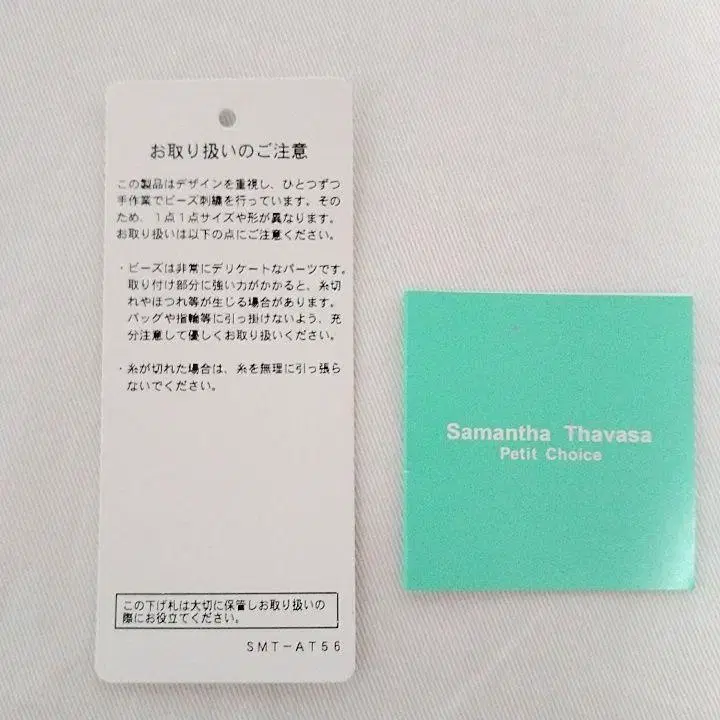 お取り扱いのご注意
この製品はデザインを重視し、ひとつずつ
手作業でビーズ刺繍を行っています。その
ため、1点1点サイズや形が異なります。
お取り扱いは以下の点にご注意ください。
・ビーズは非常にデリケートなパーツです。
取り付け部分に強い力がかかると、糸切
れやほつれ等が生じる場合があります。
バッグや指輪等に引っ掛けないよう、充
分注意して優しくお取り扱いください。
・糸が切れた場合は、糸を無理に引っ張ら
ないでください。
この下げ札は大切に保管しお取り扱いの
際にお役立てください。
SMT-AT56
Samantha Thavasa
Petit Choice